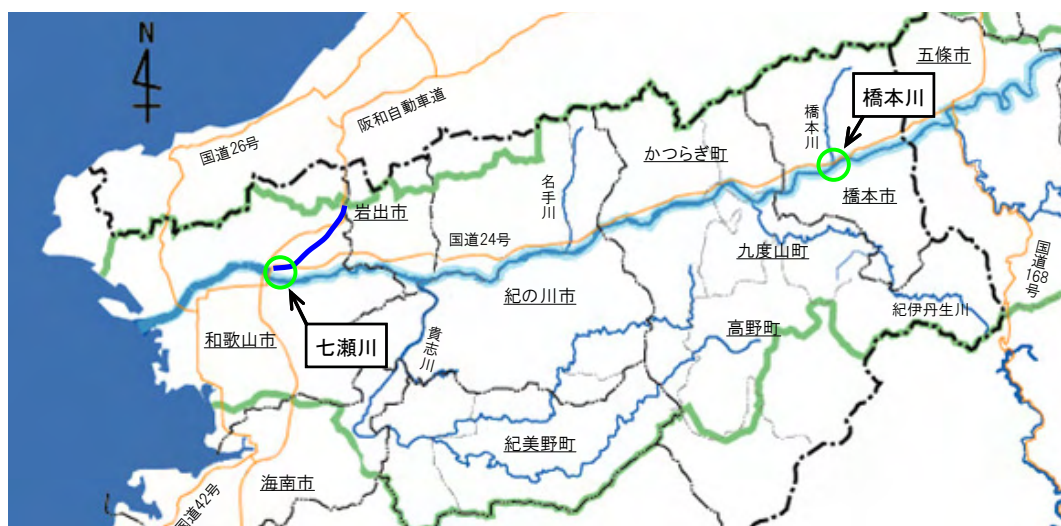 N
五條市
橋本川
阪和自動車道
橋本川
国道26号
かつらぎ町
名手川
岩出市
橋本市
国道24号
九度山町
国道
168
号
紀の川市
紀伊丹生川
和歌山市
七瀬川
貴志川
高野町
紀美野町
海南市
国道42号